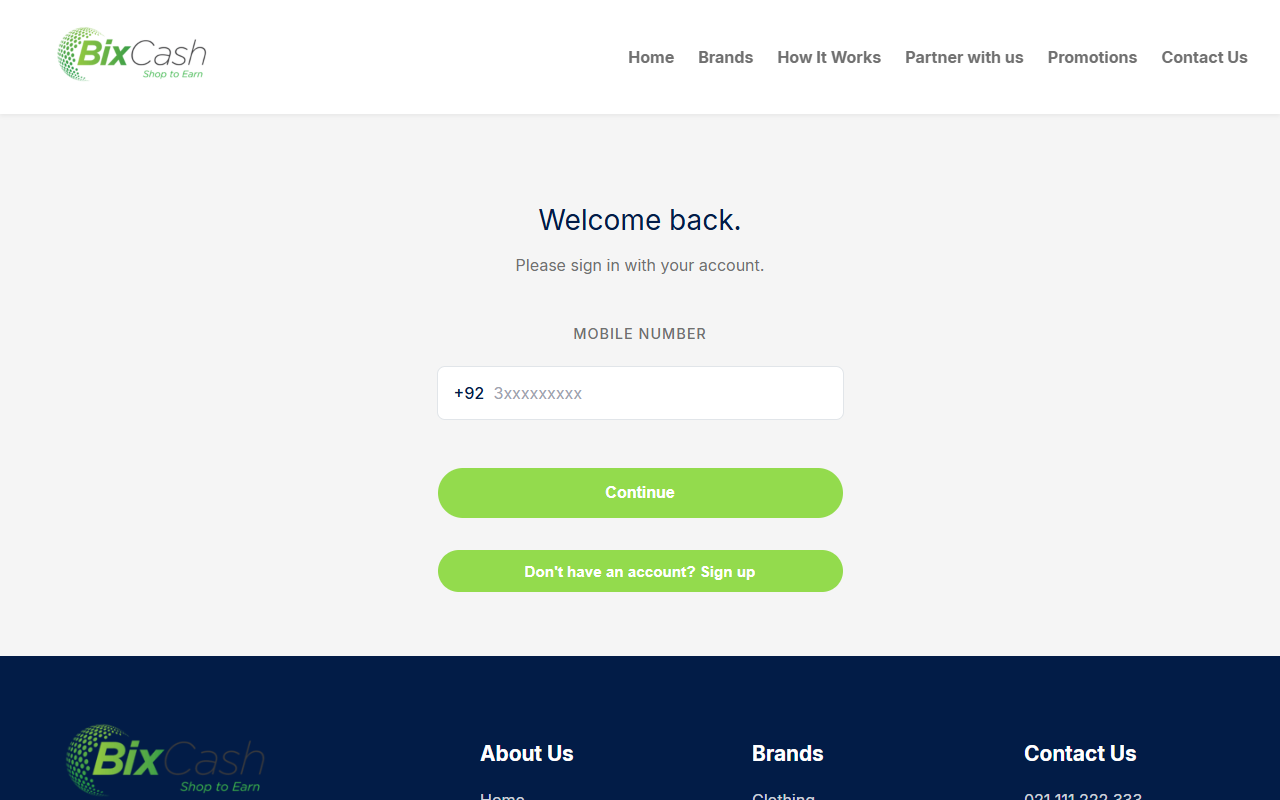 BixCash
Shop to Earn
Home
Brands
How It Works
Partner with us
Promotions
Contact Us
Welcome back.
Please sign in with your account.
MOBILE NUMBER
+92 3xxxxxxxxx
Continue
Don't have an account? Sign up
BixCash
Shop to Earn
About Us
Brands
Contact Us
Home
Clothing
021 111 222 333